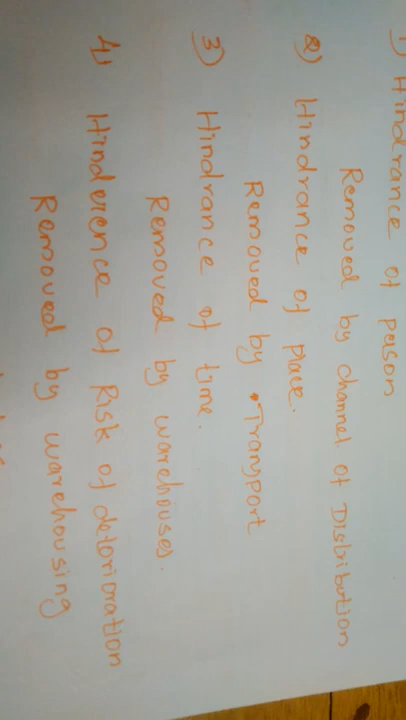 1) Hindrance of person
Removed by channel of Distribution
2) Hindrance of place.
Removed by Transport
3) Hindrance of time.
Removed by warehouses.
4) Hinderence of Risk of detorioration
Removed by warehousing